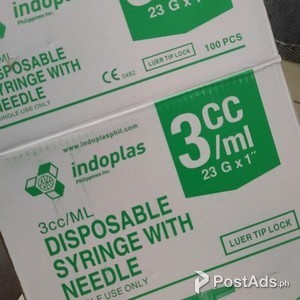 indoplas
Philippines Inc.
23 G x 1"
/ML
DISPOSABLE
SYRINGE WITH
NEEDLE
SINGLE USE ONLY
CE 0482
LUER TIP LOCK
100 PCS
www.indoplasphil.com
indoplas
Philippines Inc.
3cc
/ml
23 G x 1"
3cc/ML
DISPOSABLE
SYRINGE WITH
NEEDLE
SINGLE USE ONLY
LUER TIP LOCK
PostAds.ph